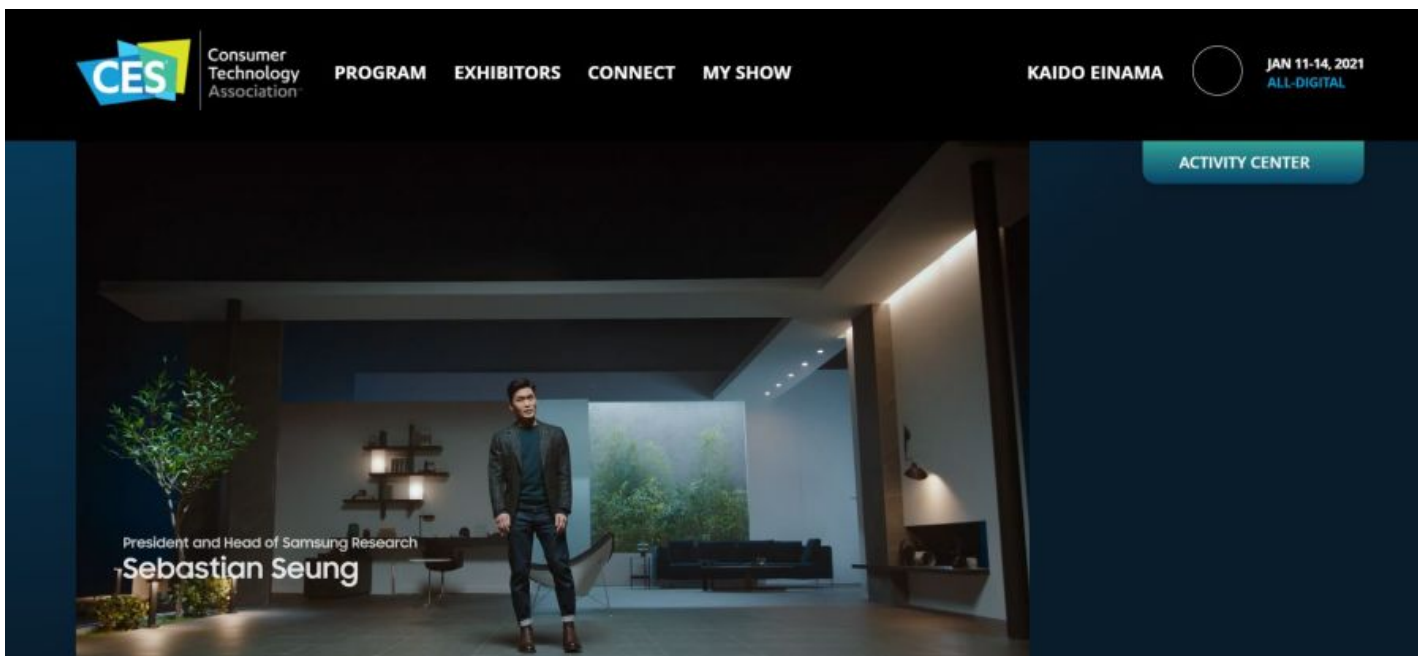 CES
Consumer
Technology
Association
PROGRAM EXHIBITORS CONNECT MY SHOW
KAIDO EINAMA
JAN 11-14, 2021
ALL-DIGITAL
ACTIVITY CENTER
President and Head of Samsung Research
Sebastian Seung